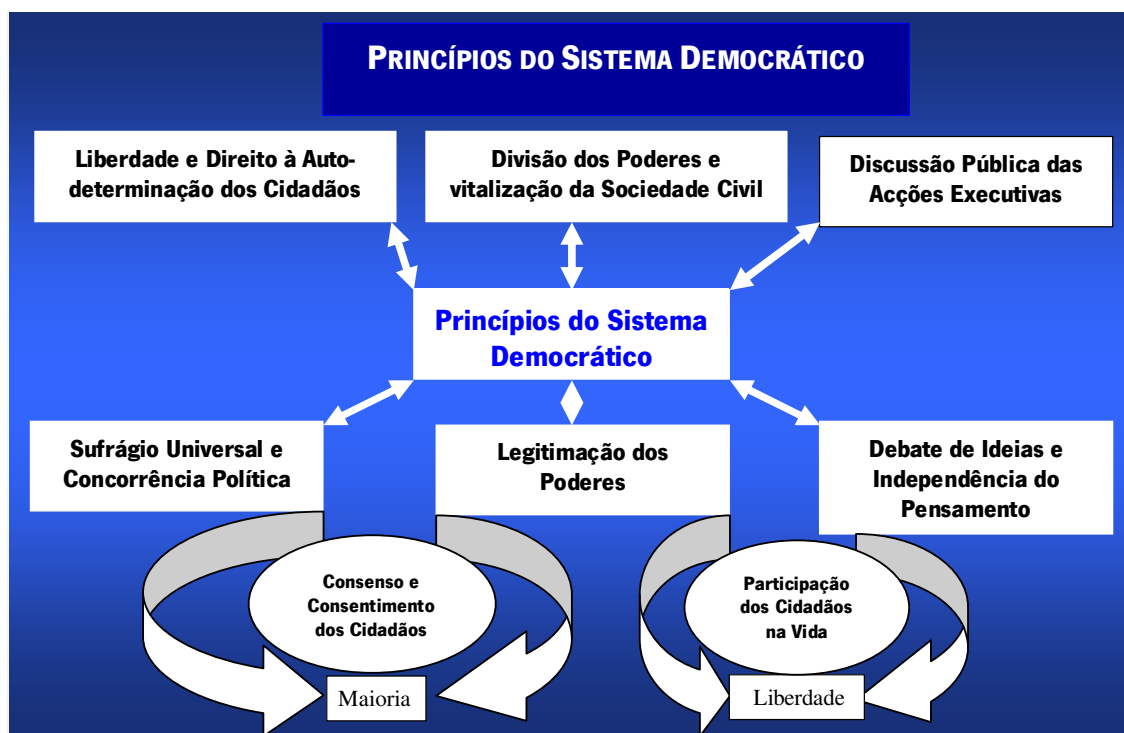 PRINCÍPIOS DO SISTEMA DEMOCRÁTICO
Liberdade e Direito à Auto-
determinação dos Cidadãos
Divisão dos Poderes e
vitalização da Sociedade Civil
Discussão Pública das
Acções Executivas
Princípios do Sistema
Democrático
Sufrágio Universal e
Concorrência Política
Legitimação dos
Poderes
Debate de Ideias e
Independência do
Pensamento
Consenso e
Consentimento
dos Cidadãos
Participação
dos Cidadãos
na Vida
Maioria
Liberdade